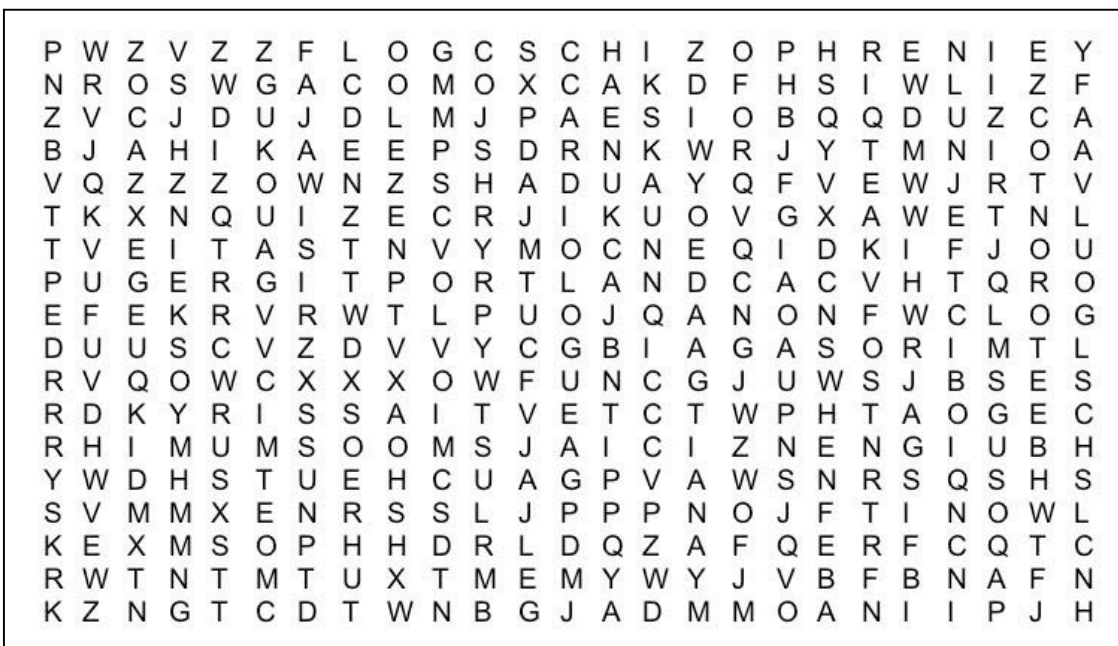 P W Z V Z Z F L O G C S C H I Z O P H R E N I E Y
N R O S W G A C O M O X C A K D F H S I W L I Z F
Z V C J D U J D L M J P A E S I O B Q Q D U Z C A
B J A H I K A E E P S D R N K W R J Y T M N I O A
V Q Z Z Z O W N Z S H A D U A Y Q F V E W J R T V
T K X N Q U I Z E C R J I K U O V G X A W E T N L
T V E I T A S T N V Y M O C N E Q I D K I F J O U
P U G E R G I T P O R T L A N D C A C V H T Q R O
E F E K R V R W T L P U O J Q A N O N F W C L O G
D U U S C V Z D V V Y C G B I A G A S O R I M T L
R V Q O W C X X X O W F U N C G J U W S J B S E S
R D K Y R I S S A I T V E T C T W P H T A O G E C
R H I M U M S O O M S J A I C I Z N E N G I U B H
Y W D H S T U E H C U A G P V A W S N R S Q S H S
S V M M X E N R S S L J P P P N O J F T I N O W L
K E X M S O P H H D R L D Q Z A F Q E R F C Q T C
R W T N T M T U X T M E M Y W Y J V B F B N A F N
K Z N G T C D T W N B G J A D M M O A N I I P J H